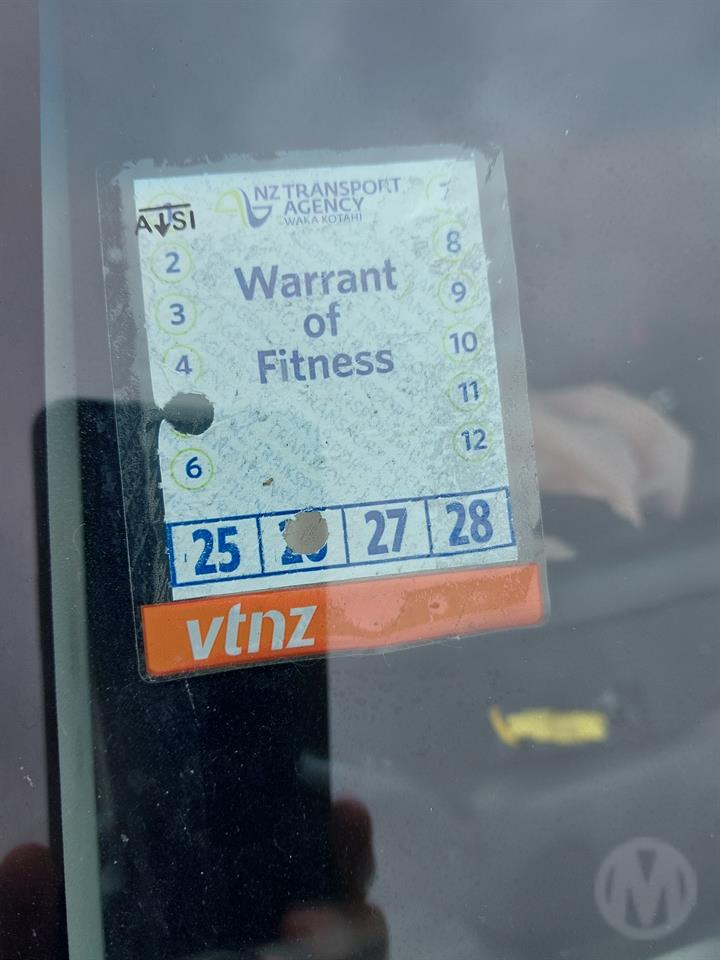 NZ TRANSPORT
AGENCY
WAKA KOTAHI
7
A↓SI
2
8
Warrant
of
Fitness
3
9
4
10
11
6
12
25
27
28
vtnz
M